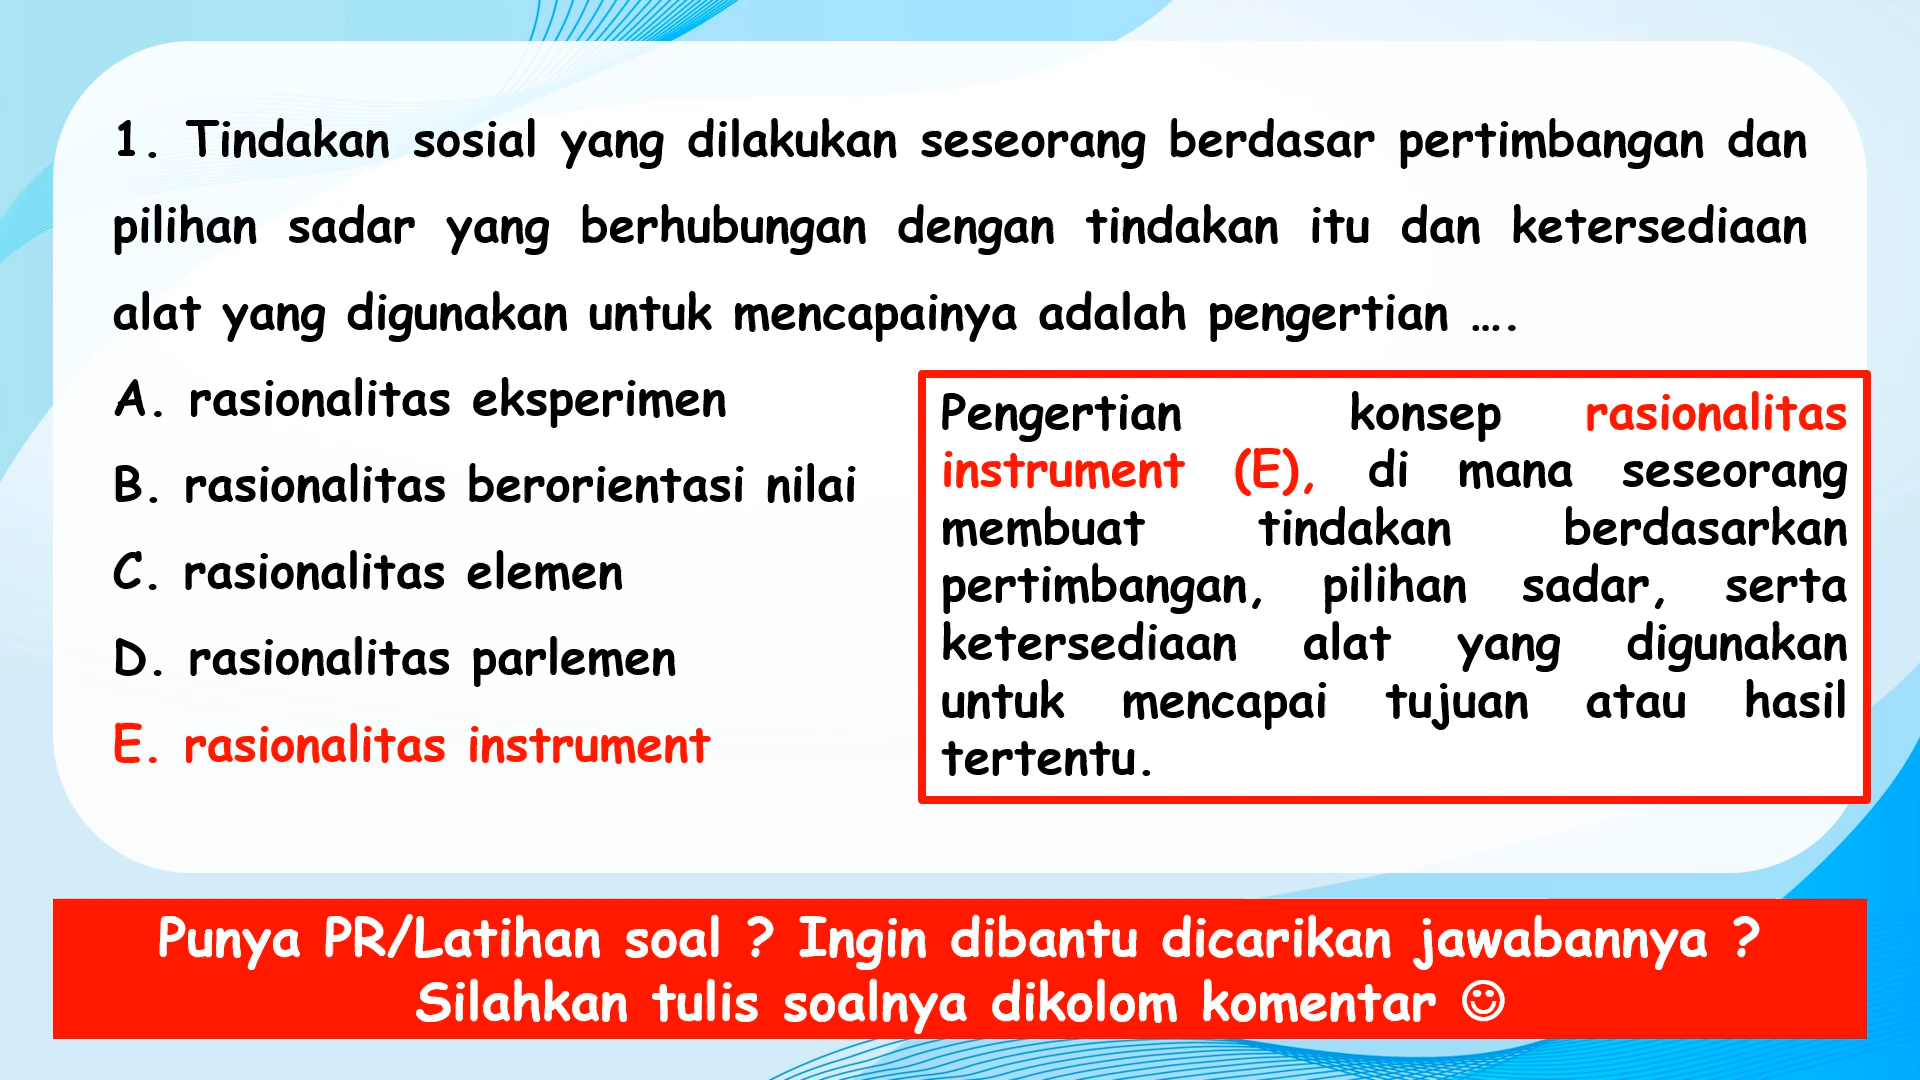 1. Tindakan sosial yang dilakukan seseorang berdasar pertimbangan dan
pilihan sadar yang berhubungan dengan tindakan itu dan ketersediaan
alat yang digunakan untuk mencapainya adalah pengertian ….
A. rasionalitas eksperimen
B. rasionalitas berorientasi nilai
C. rasionalitas elemen
D. rasionalitas parlemen
E. rasionalitas instrument
Pengertian konsep rasionalitas
instrument (E), di mana seseorang
membuat tindakan berdasarkan
pertimbangan, pilihan sadar, serta
ketersediaan alat yang digunakan
untuk mencapai tujuan atau hasil
tertentu.
Punya PR/Latihan soal ? Ingin dibantu dicarikan jawabannya ?
Silahkan tulis soalnya dikolom komentar ☺